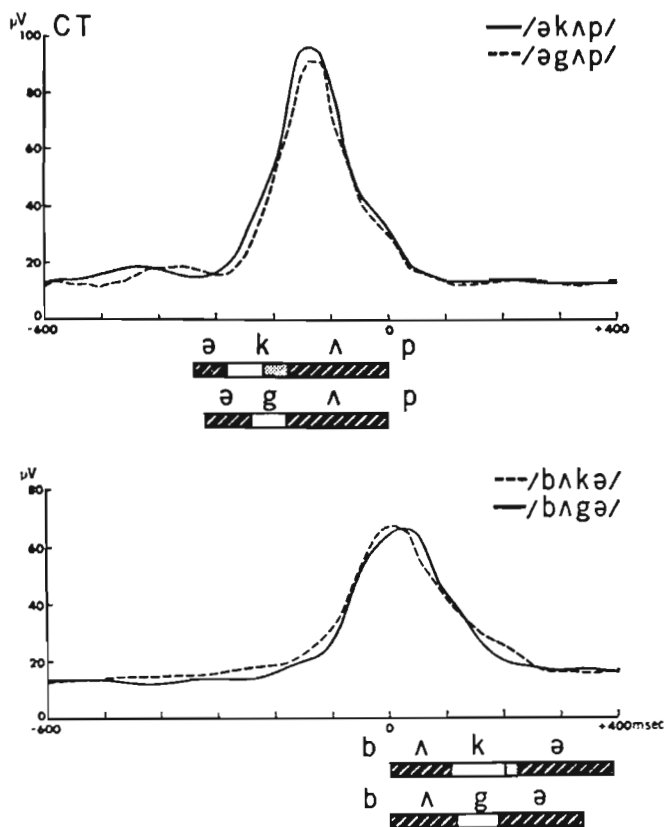 μV CT
—/əkʌp/
---/əgʌp/
100
80
60
40
20
0
-600 0 +400
ə k ʌ p
ə g ʌ p
μV
---/bʌkə/
—/bʌgə/
80
60
40
20
0
-600 0 +400msec
b ʌ k ə
b ʌ g ə